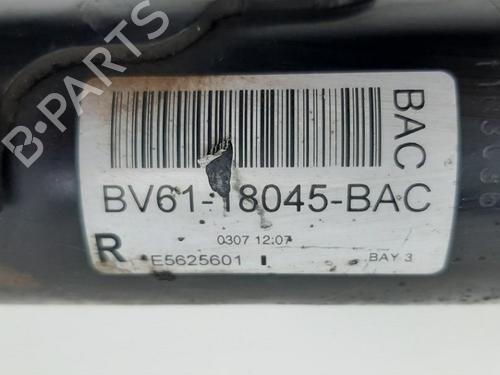 B-PARTS
BAC
BV61-18045-BAC
R
0307 12:07
E5625601
BAY 3